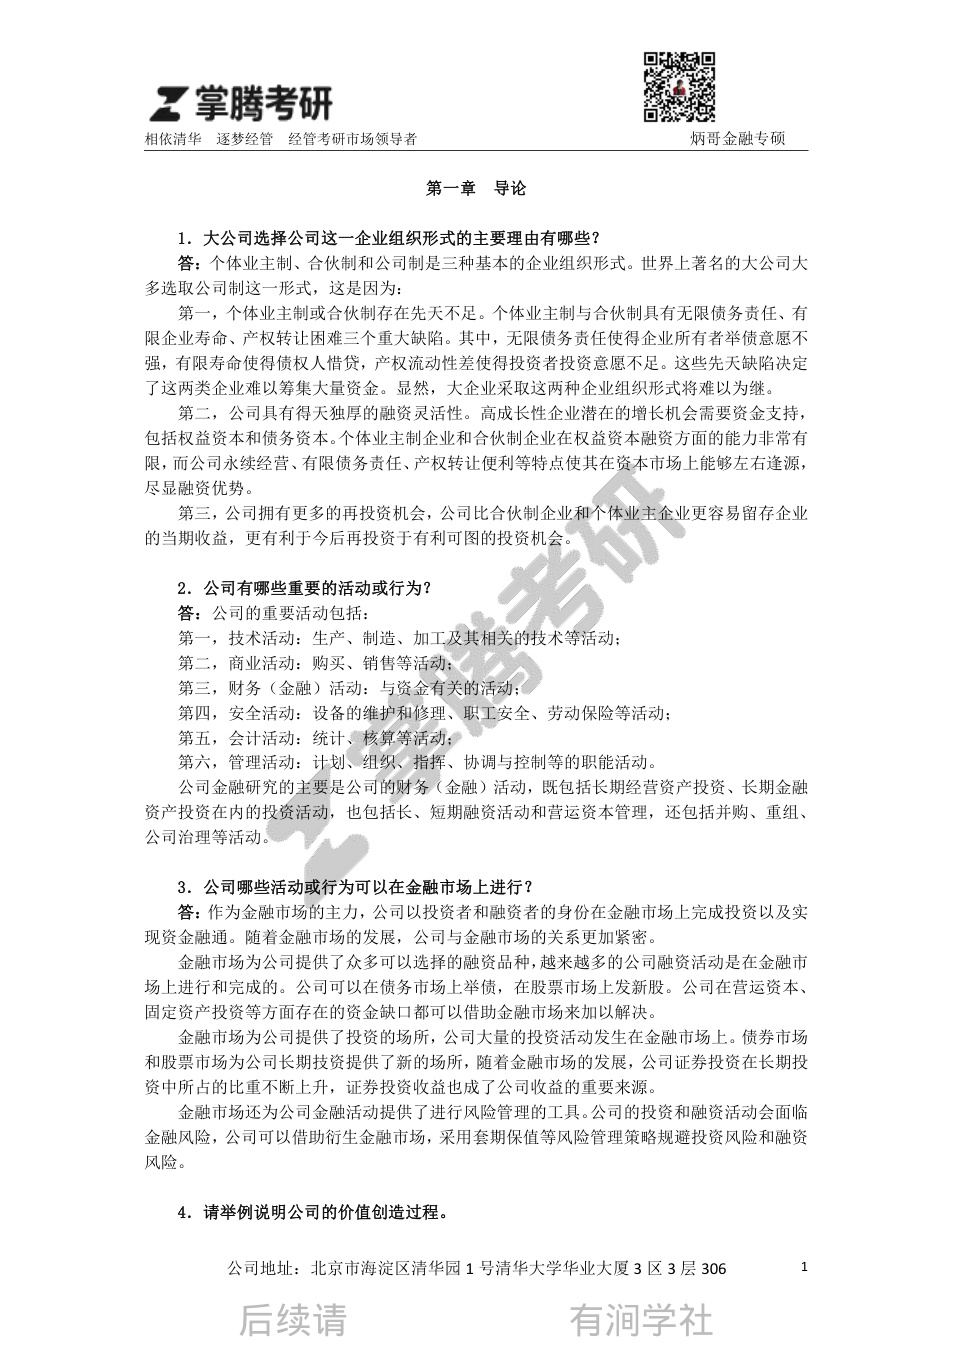 掌腾考研
相依清华　逐梦经管　经管考研市场领导者
炳哥金融专硕
第一章　导论
1．大公司选择公司这一企业组织形式的主要理由有哪些？
答：个体业主制、合伙制和公司制是三种基本的企业组织形式。世界上著名的大公司大
多选取公司制这一形式，这是因为：
第一，个体业主制或合伙制存在先天不足。个体业主制与合伙制具有无限债务责任、有
限企业寿命、产权转让困难三个重大缺陷。其中，无限债务责任使得企业所有者举债意愿不
强，有限寿命使得债权人惜贷，产权流动性差使得投资者投资意愿不足。这些先天缺陷决定
了这两类企业难以筹集大量资金。显然，大企业采取这两种企业组织形式将难以为继。
第二，公司具有得天独厚的融资灵活性。高成长性企业潜在的增长机会需要资金支持，
包括权益资本和债务资本。个体业主制企业和合伙制企业在权益资本融资方面的能力非常有
限，而公司永续经营、有限债务责任、产权转让便利等特点使其在资本市场上能够左右逢源，
尽显融资优势。
第三，公司拥有更多的再投资机会，公司比合伙制企业和个体业主企业更容易留存企业
的当期收益，更有利于今后再投资于有利可图的投资机会。
2．公司有哪些重要的活动或行为？
答：公司的重要活动包括：
第一，技术活动：生产、制造、加工及其相关的技术等活动；
第二，商业活动：购买、销售等活动；
第三，财务（金融）活动：与资金有关的活动；
第四，安全活动：设备的维护和修理、职工安全、劳动保险等活动；
第五，会计活动：统计、核算等活动；
第六，管理活动：计划、组织、指挥、协调与控制等的职能活动。
公司金融研究的主要是公司的财务（金融）活动，既包括长期经营资产投资、长期金融
资产投资在内的投资活动，也包括长、短期融资活动和营运资本管理，还包括并购、重组、
公司治理等活动。
3．公司哪些活动或行为可以在金融市场上进行？
答：作为金融市场的主力，公司以投资者和融资者的身份在金融市场上完成投资以及实
现资金融通。随着金融市场的发展，公司与金融市场的关系更加紧密。
金融市场为公司提供了众多可以选择的融资品种，越来越多的公司融资活动是在金融市
场上进行和完成的。公司可以在债务市场上举债，在股票市场上发新股。公司在营运资本、
固定资产投资等方面存在的资金缺口都可以借助金融市场来加以解决。
金融市场为公司提供了投资的场所，公司大量的投资活动发生在金融市场上。债券市场
和股票市场为公司长期技资提供了新的场所，随着金融市场的发展，公司证券投资在长期投
资中所占的比重不断上升，证券投资收益也成了公司收益的重要来源。
金融市场还为公司金融活动提供了进行风险管理的工具。公司的投资和融资活动会面临
金融风险，公司可以借助衍生金融市场，采用套期保值等风险管理策略规避投资风险和融资
风险。
4．请举例说明公司的价值创造过程。
掌腾考研
公司地址：北京市海淀区清华园 1 号清华大学华业大厦 3 区 3 层 306
1
后续请　有涧学社